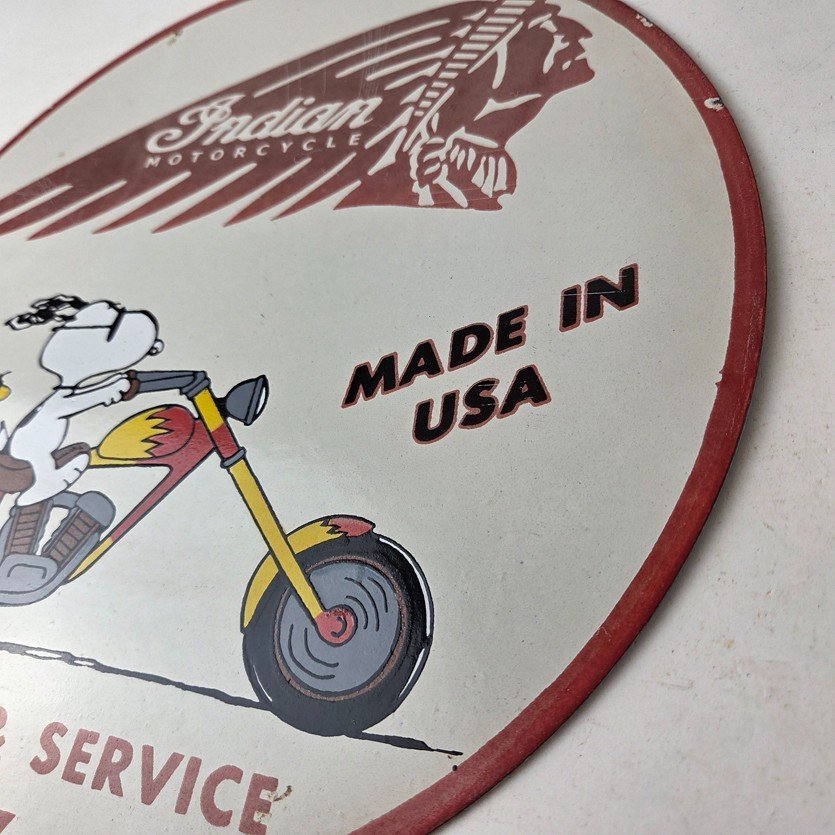 Indian
MOTORCYCLE
MADE IN
USA
& SERVICE